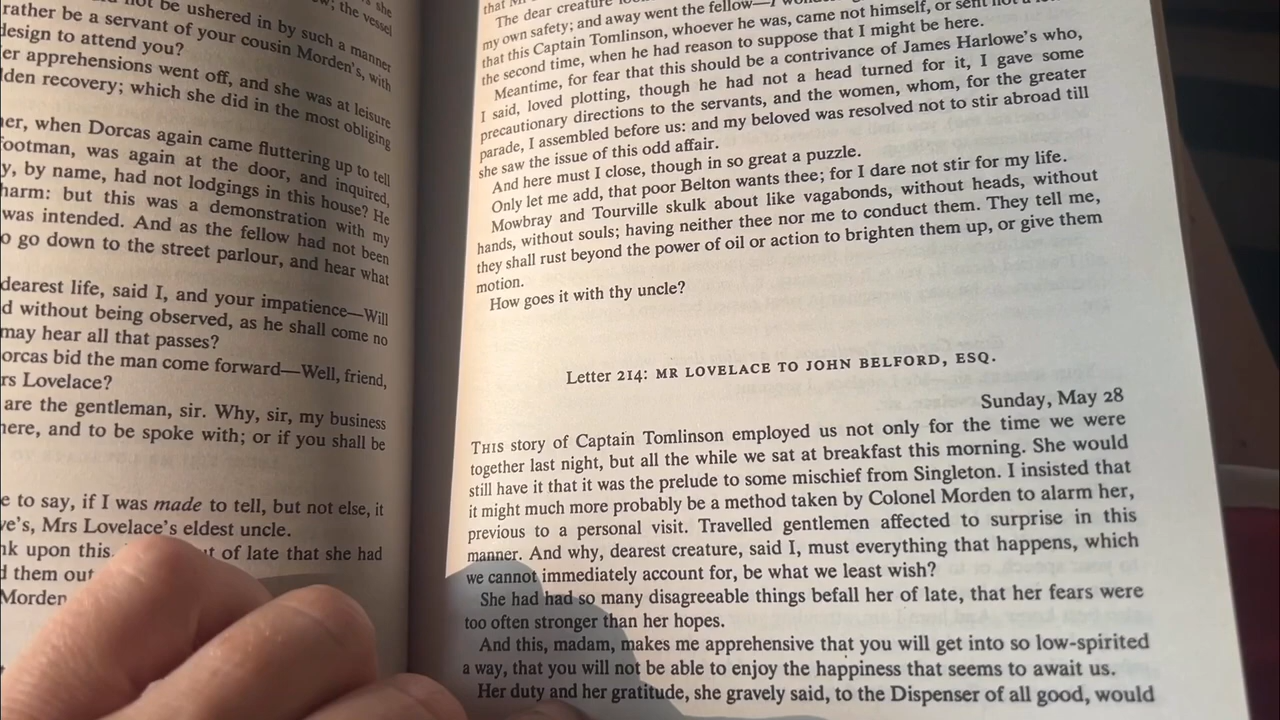 not be ushered in by such a manner
rather be a servant of your cousin Morden's, with
design to attend you?
er apprehensions went off, and she was at leisure
den recovery; which she did in the most obliging
er, when Dorcas again came fluttering up to tell
ootman, was again at the door, and inquired,
y, by name, had not lodgings in this house? He
harm: but this was a demonstration with my
was intended. And as the fellow had not been
o go down to the street parlour, and hear what
dearest life, said I, and your impatience—Will
d without being observed, as he shall come no
may hear all that passes?
orcas bid the man come forward—Well, friend,
rs Lovelace?
are the gentleman, sir. Why, sir, my business
here, and to be spoke with; or if you shall be
e to say, if I was made to tell, but not else, it
ve's, Mrs Lovelace's eldest uncle.
nk upon this. of late that she had
d them out
Morden
The dear creature
my own safety; and away went the fellow—I
that this Captain Tomlinson, whoever he was, came not himself, or sent not
the second time, when he had reason to suppose that I might be here.
Meantime, for fear that this should be a contrivance of James Harlowe's who,
I said, loved plotting, though he had not a head turned for it, I gave some
precautionary directions to the servants, and the women, whom, for the greater
parade, I assembled before us: and my beloved was resolved not to stir abroad till
she saw the issue of this odd affair.
And here must I close, though in so great a puzzle.
Only let me add, that poor Belton wants thee; for I dare not stir for my life.
Mowbray and Tourville skulk about like vagabonds, without heads, without
hands, without souls; having neither thee nor me to conduct them. They tell me,
they shall rust beyond the power of oil or action to brighten them up, or give them
motion.
How goes it with thy uncle?
Letter 214: MR LOVELACE TO JOHN BELFORD, ESQ.
Sunday, May 28
THIS story of Captain Tomlinson employed us not only for the time we were
together last night, but all the while we sat at breakfast this morning. She would
still have it that it was the prelude to some mischief from Singleton. I insisted that
it might much more probably be a method taken by Colonel Morden to alarm her,
previous to a personal visit. Travelled gentlemen affected to surprise in this
manner. And why, dearest creature, said I, must everything that happens, which
we cannot immediately account for, be what we least wish?
She had had so many disagreeable things befall her of late, that her fears were
too often stronger than her hopes.
And this, madam, makes me apprehensive that you will get into so low-spirited
a way, that you will not be able to enjoy the happiness that seems to await us.
Her duty and her gratitude, she gravely said, to the Dispenser of all good, would